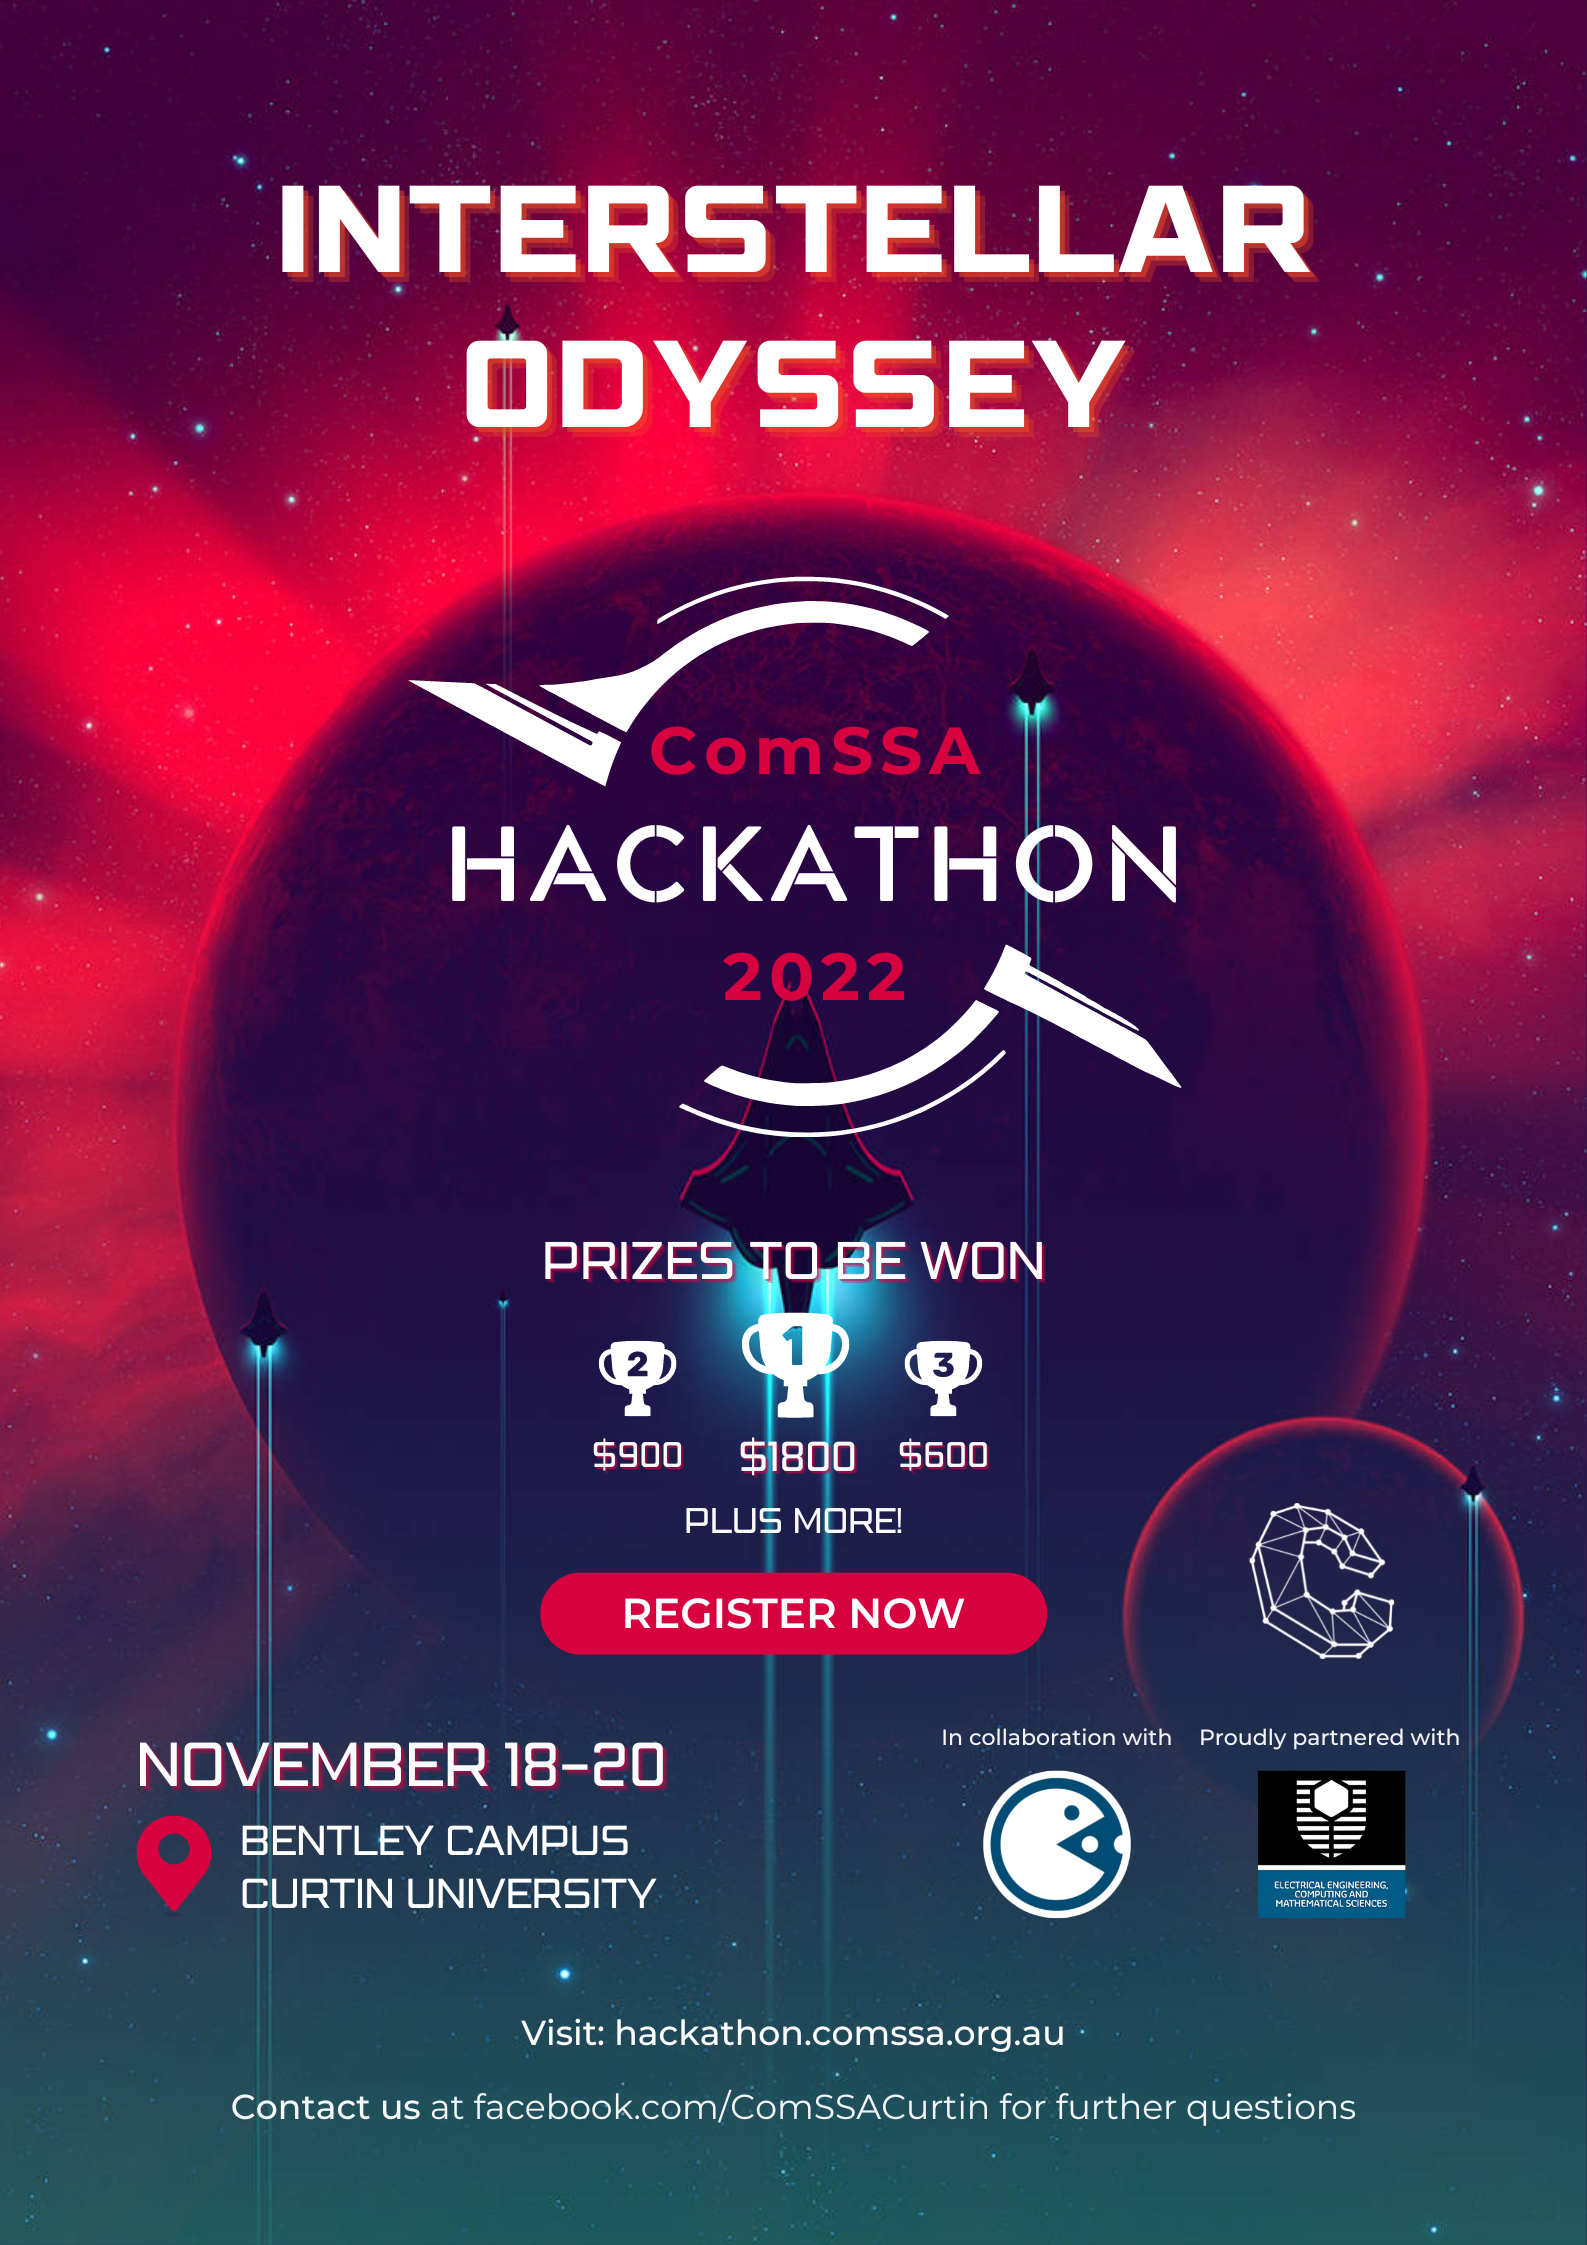 INTERSTELLAR
ODYSSEY
ComSSA
HACKATHON
2022
PRIZES TO BE WON
2 1 3
$900 $1800 $600
PLUS MORE!
REGISTER NOW
NOVEMBER 18-20
BENTLEY CAMPUS
CURTIN UNIVERSITY
In collaboration with
Proudly partnered with
ELECTRICAL ENGINEERING,
COMPUTING AND
MATHEMATICAL SCIENCES
Visit: hackathon.comssa.org.au
Contact us at facebook.com/ComSSACurtin for further questions